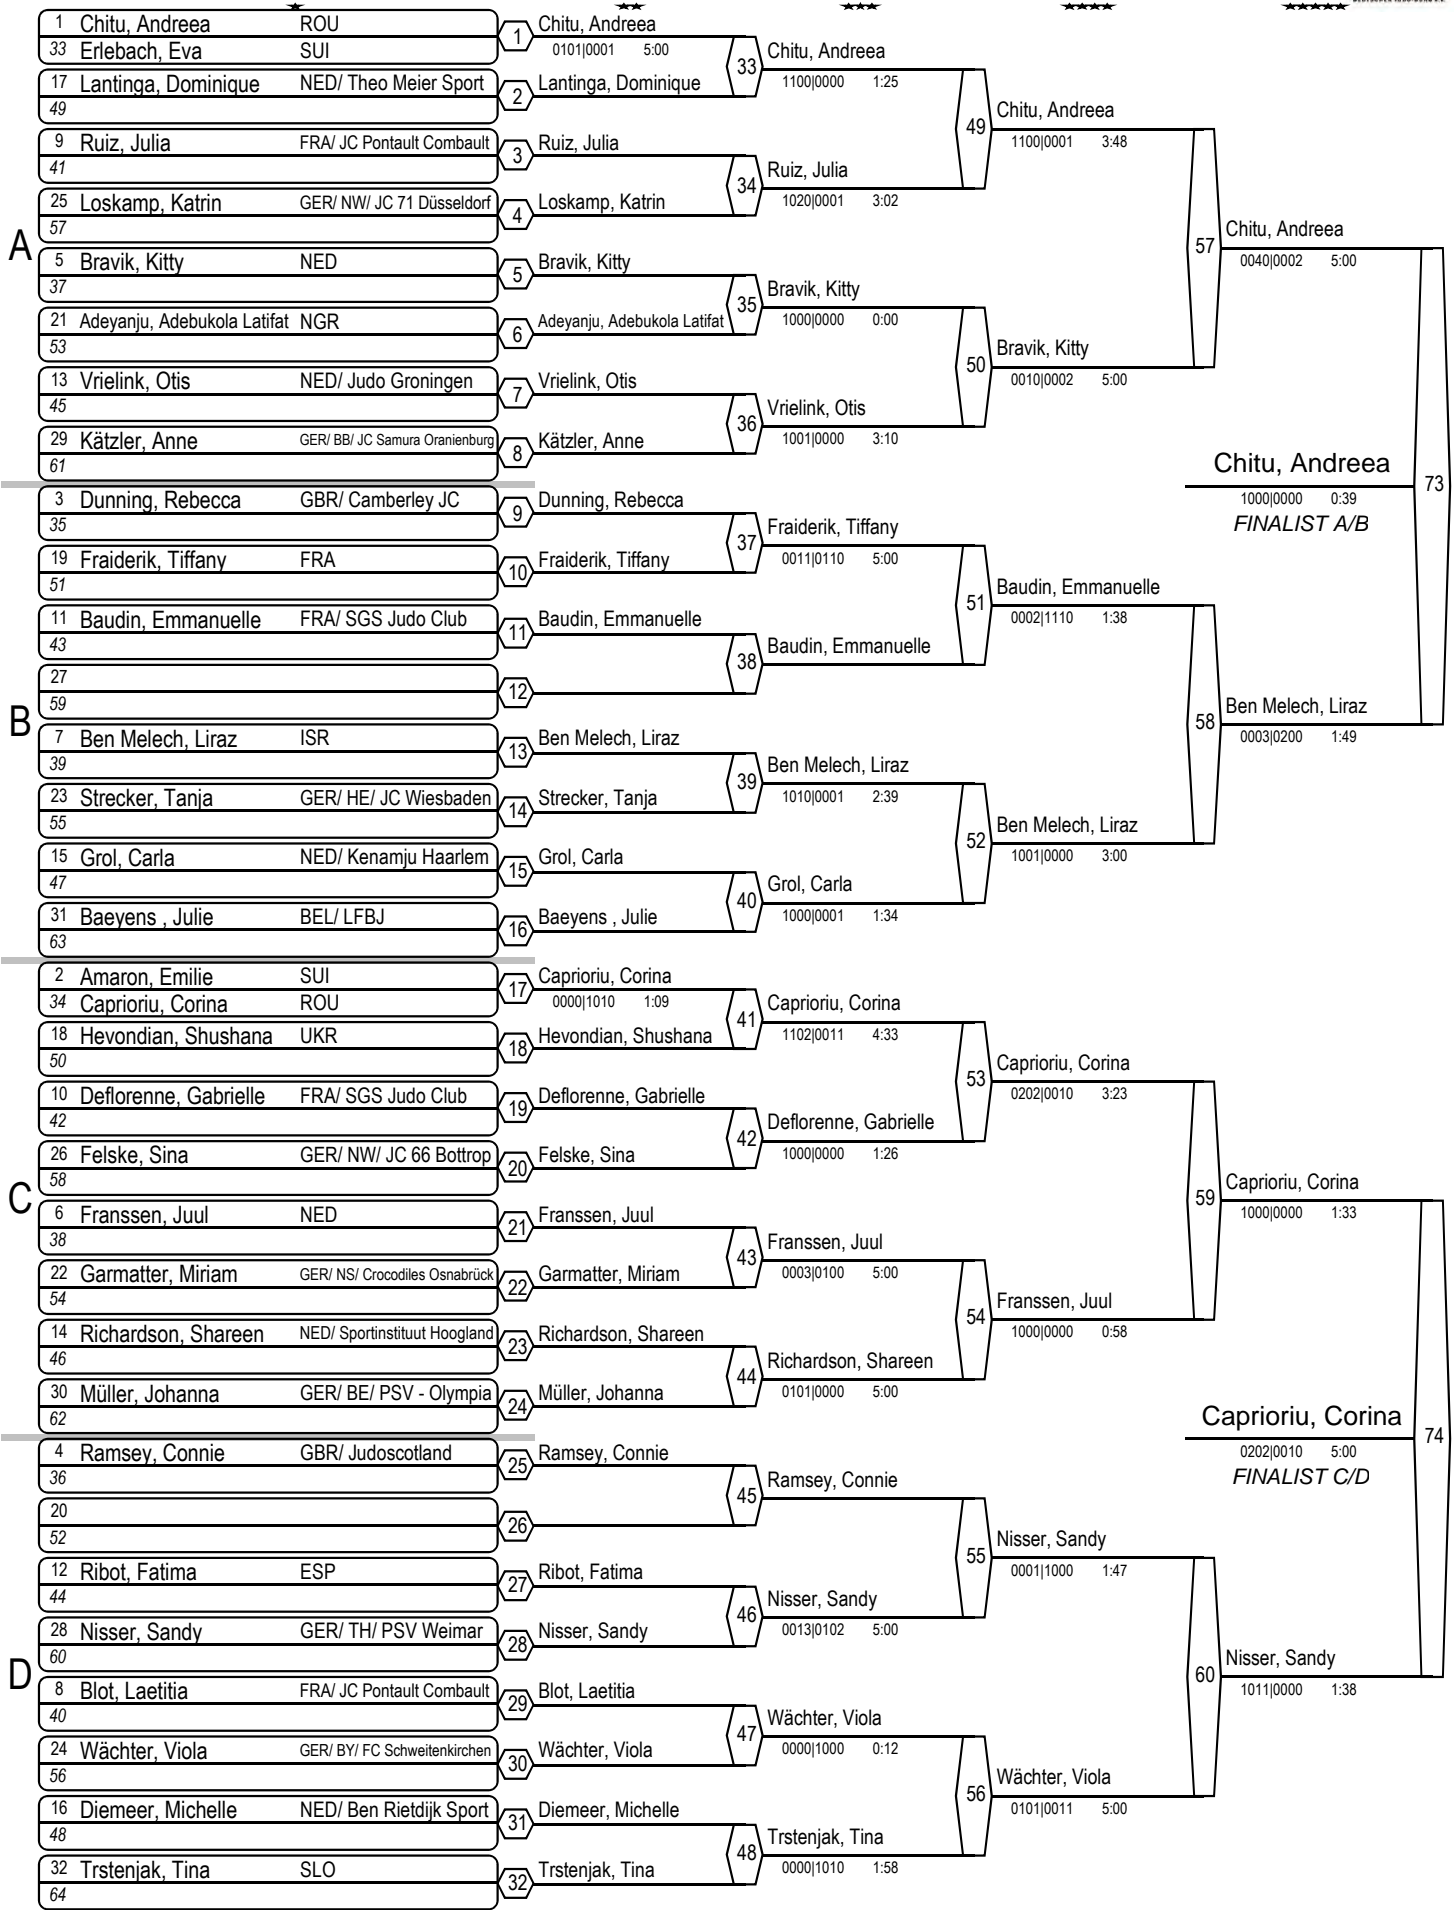 A
1 Chitu, Andreea ROU
33 Erlebach, Eva SUI
1
17 Lantinga, Dominique NED/ Theo Meier Sport
49
2
9 Ruiz, Julia FRA/ JC Pontault Combault
41
3
25 Loskamp, Katrin GER/ NW/ JC 71 Düsseldorf
57
4
5 Bravik, Kitty NED
37
5
21 Adeyanju, Adebukola Latifat NGR
53
6
13 Vrielink, Otis NED/ Judo Groningen
45
7
29 Kätzler, Anne GER/ BB/ JC Samura Oranienburg
61
8
B
3 Dunning, Rebecca GBR/ Camberley JC
35
9
19 Fraiderik, Tiffany FRA
51
10
11 Baudin, Emmanuelle FRA/ SGS Judo Club
43
11
27
59
12
7 Ben Melech, Liraz ISR
39
13
23 Strecker, Tanja GER/ HE/ JC Wiesbaden
55
14
15 Grol, Carla NED/ Kenamju Haarlem
47
15
31 Baeyens , Julie BEL/ LFBJ
63
16
C
2 Amaron, Emilie SUI
34 Caprioriu, Corina ROU
17
18 Hevondian, Shushana UKR
50
18
10 Deflorenne, Gabrielle FRA/ SGS Judo Club
42
19
26 Felske, Sina GER/ NW/ JC 66 Bottrop
58
20
6 Franssen, Juul NED
38
21
22 Garmatter, Miriam GER/ NS/ Crocodiles Osnabrück
54
22
14 Richardson, Shareen NED/ Sportinstituut Hoogland
46
23
30 Müller, Johanna GER/ BE/ PSV - Olympia
62
24
D
4 Ramsey, Connie GBR/ Judoscotland
36
25
20
52
26
12 Ribot, Fatima ESP
44
27
28 Nisser, Sandy GER/ TH/ PSV Weimar
60
28
8 Blot, Laetitia FRA/ JC Pontault Combault
40
29
24 Wächter, Viola GER/ BY/ FC Schweitenkirchen
56
30
16 Diemeer, Michelle NED/ Ben Rietdijk Sport
48
31
32 Trstenjak, Tina SLO
64
32
Chitu, Andreea
0101|0001 5:00
33
Lantinga, Dominique
Ruiz, Julia
34
Loskamp, Katrin
Bravik, Kitty
35
Adeyanju, Adebukola Latifat
Vrielink, Otis
36
Kätzler, Anne
Dunning, Rebecca
37
Fraiderik, Tiffany
Baudin, Emmanuelle
38
Ben Melech, Liraz
39
Strecker, Tanja
Grol, Carla
40
Baeyens , Julie
Caprioriu, Corina
0000|1010 1:09
41
Hevondian, Shushana
Deflorenne, Gabrielle
42
Felske, Sina
Franssen, Juul
43
Garmatter, Miriam
Richardson, Shareen
44
Müller, Johanna
Ramsey, Connie
45
Ribot, Fatima
46
Nisser, Sandy
Blot, Laetitia
47
Wächter, Viola
Diemeer, Michelle
48
Trstenjak, Tina
Chitu, Andreea
1100|0000 1:25
49
Ruiz, Julia
1020|0001 3:02
Bravik, Kitty
1000|0000 0:00
50
Vrielink, Otis
1001|0000 3:10
Fraiderik, Tiffany
0011|0110 5:00
51
Baudin, Emmanuelle
Ben Melech, Liraz
1010|0001 2:39
52
Grol, Carla
1000|0001 1:34
Caprioriu, Corina
1102|0011 4:33
53
Deflorenne, Gabrielle
1000|0000 1:26
Franssen, Juul
0003|0100 5:00
54
Richardson, Shareen
0101|0000 5:00
Ramsey, Connie
55
Nisser, Sandy
0013|0102 5:00
Wächter, Viola
0000|1000 0:12
56
Trstenjak, Tina
0000|1010 1:58
Chitu, Andreea
1100|0001 3:48
57
Bravik, Kitty
0010|0002 5:00
Baudin, Emmanuelle
0002|1110 1:38
58
Ben Melech, Liraz
1001|0000 3:00
Caprioriu, Corina
0202|0010 3:23
59
Franssen, Juul
1000|0000 0:58
Nisser, Sandy
0001|1000 1:47
60
Wächter, Viola
0101|0011 5:00
Chitu, Andreea
0040|0002 5:00
Chitu, Andreea
1000|0000 0:39
FINALIST A/B
73
Ben Melech, Liraz
0003|0200 1:49
Caprioriu, Corina
1000|0000 1:33
Caprioriu, Corina
0202|0010 5:00
FINALIST C/D
74
Nisser, Sandy
1011|0000 1:38